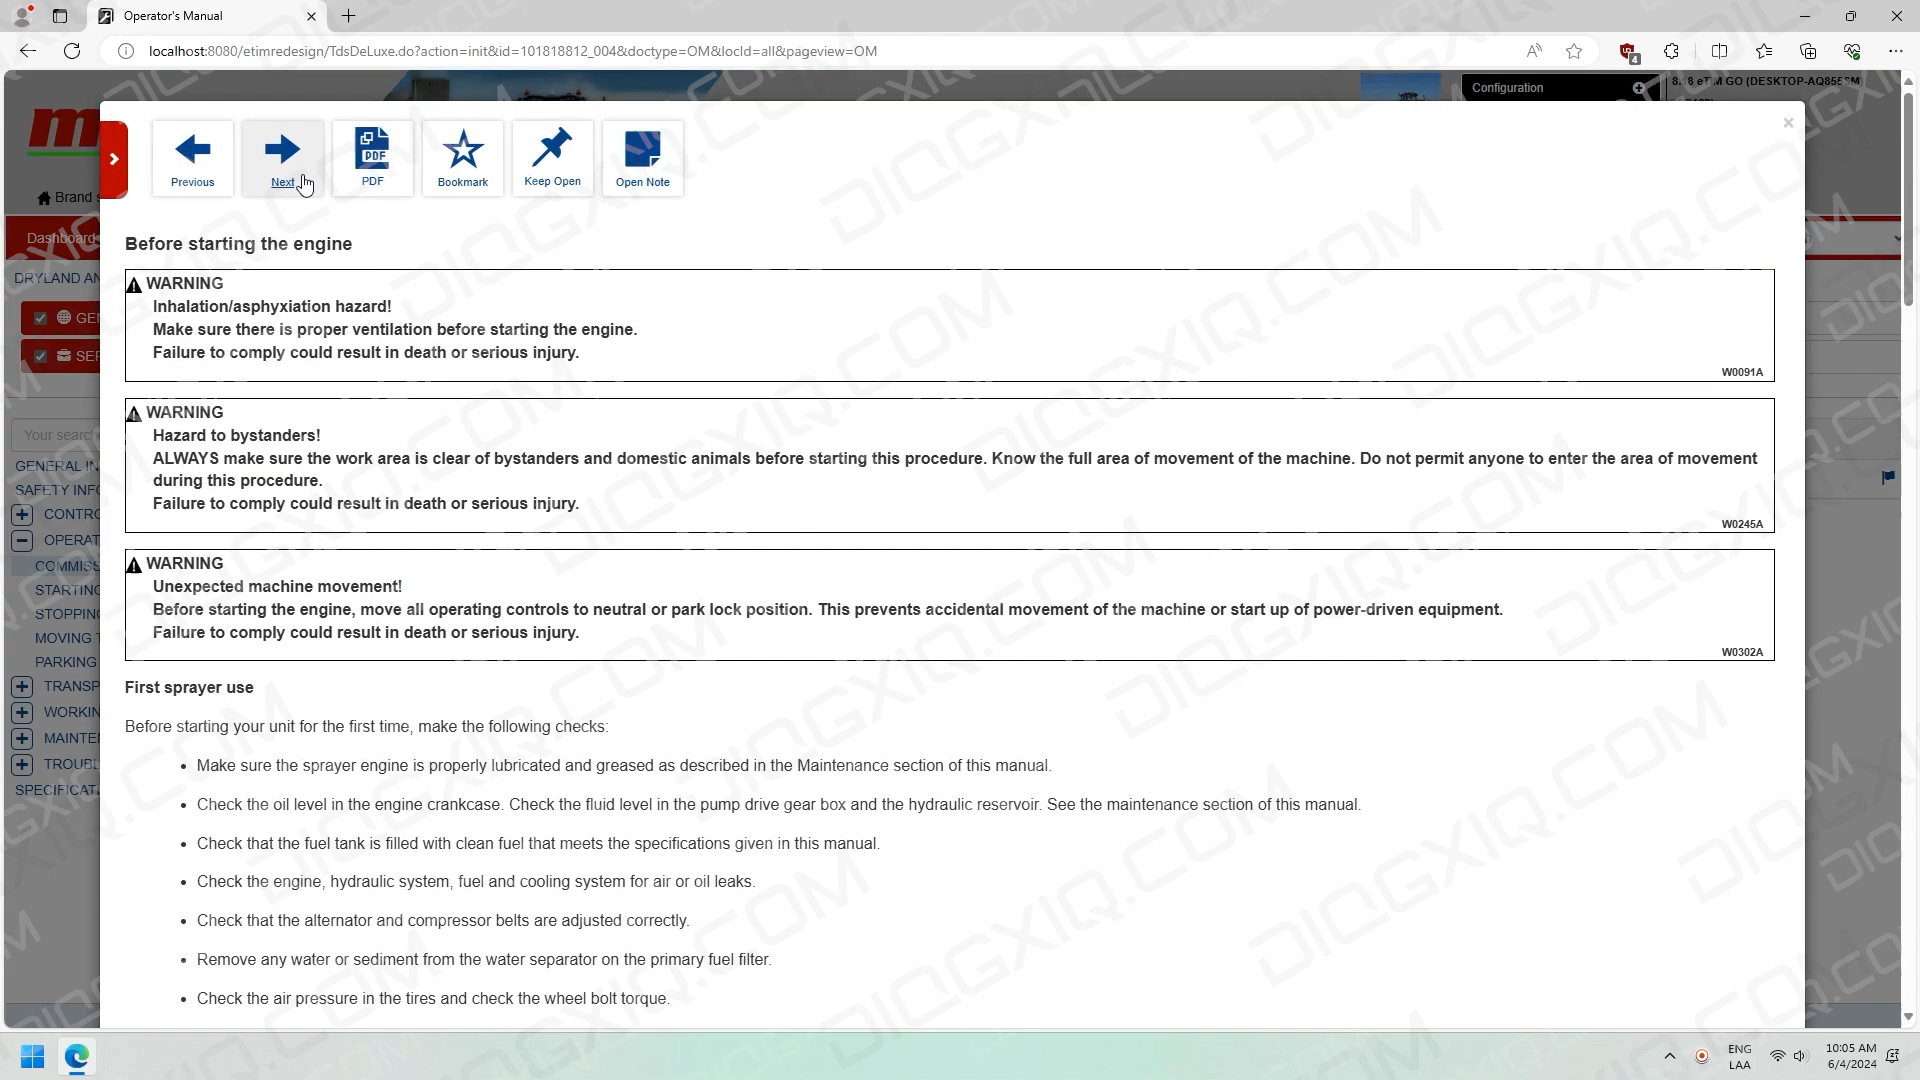 Operator's Manual
localhost:8080/etimredesign/TdsDeLuxe.do?action=init&id=101818812_004&doctype=OM&locId=all&pageview=OM
4
Configuration
8.18 eTIM GO (DESKTOP-AQ855SM)
Previous
Next
PDF
PDF
Bookmark
Keep Open
Open Note
Brand
Dashboard
DRYLAND AN
GEN
SER
Your search
GENERAL IN
SAFETY INFO
CONTRO
OPERAT
COMMISS
STARTING
STOPPING
MOVING T
PARKING
TRANSP
WORKIN
MAINTEN
TROUBL
SPECIFICAT
Before starting the engine
WARNING
Inhalation/asphyxiation hazard!
Make sure there is proper ventilation before starting the engine.
Failure to comply could result in death or serious injury.
W0091A
WARNING
Hazard to bystanders!
ALWAYS make sure the work area is clear of bystanders and domestic animals before starting this procedure. Know the full area of movement of the machine. Do not permit anyone to enter the area of movement
during this procedure.
Failure to comply could result in death or serious injury.
W0245A
WARNING
Unexpected machine movement!
Before starting the engine, move all operating controls to neutral or park lock position. This prevents accidental movement of the machine or start up of power-driven equipment.
Failure to comply could result in death or serious injury.
W0302A
First sprayer use
Before starting your unit for the first time, make the following checks:
• Make sure the sprayer engine is properly lubricated and greased as described in the Maintenance section of this manual.
• Check the oil level in the engine crankcase. Check the fluid level in the pump drive gear box and the hydraulic reservoir. See the maintenance section of this manual.
• Check that the fuel tank is filled with clean fuel that meets the specifications given in this manual.
• Check the engine, hydraulic system, fuel and cooling system for air or oil leaks.
• Check that the alternator and compressor belts are adjusted correctly.
• Remove any water or sediment from the water separator on the primary fuel filter.
• Check the air pressure in the tires and check the wheel bolt torque.
ENG
LAA
10:05 AM
6/4/2024
DIQGXIQ.COM